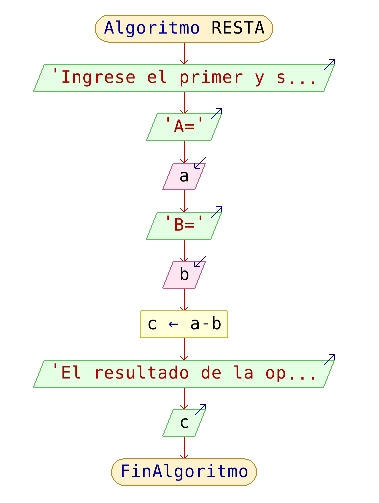 Algoritmo RESTA
'Ingrese el primer y s...
'A='
a
'B='
b
c ← a-b
'El resultado de la op...
c
FinAlgoritmo